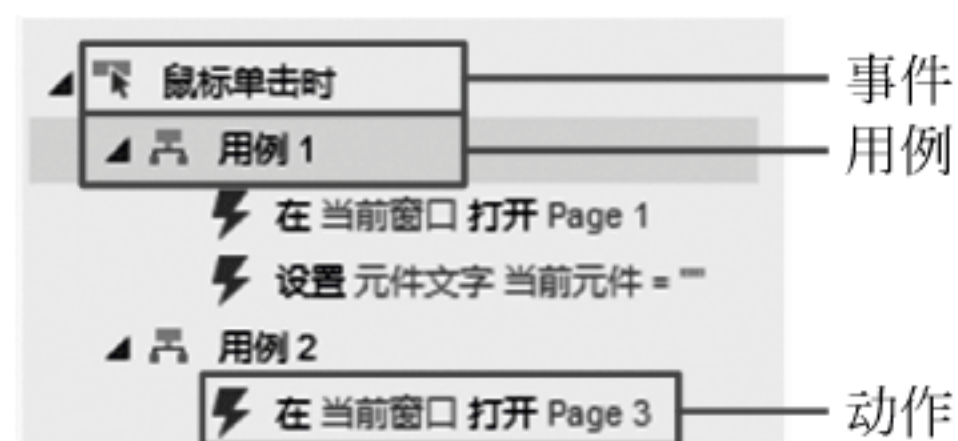 鼠标单击时
事件
用例 1
用例
在 当前窗口 打开 Page 1
设置 元件文字 当前元件 = ""
用例 2
在 当前窗口 打开 Page 3
动作